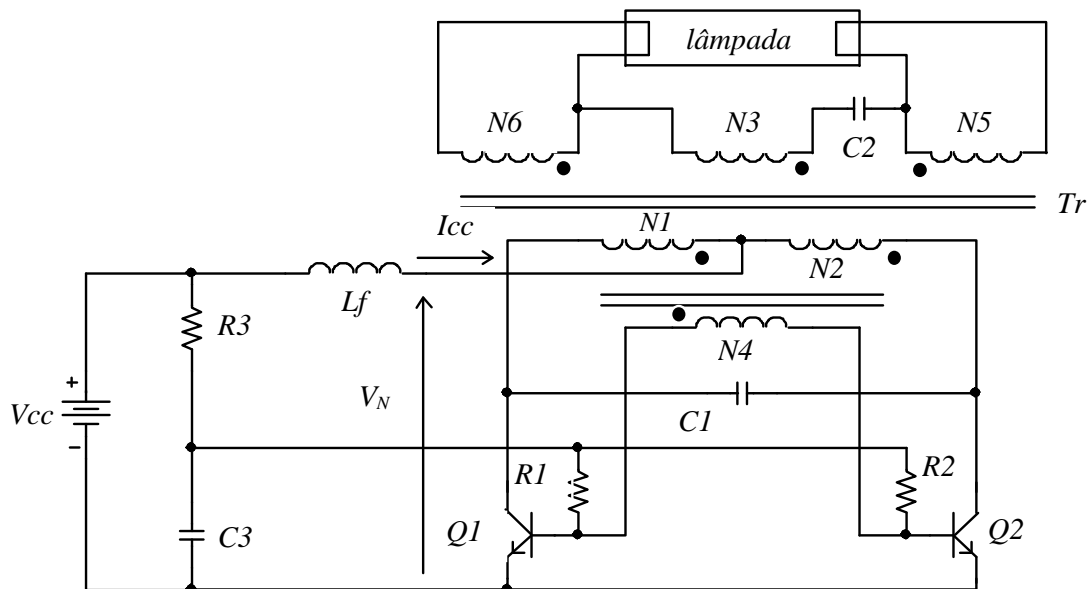 lâmpada
N6
N3
N5
C2
Tr
Icc
N1
N2
Lf
R3
N4
+
Vcc
−
V_N
C1
R1
R2
C3
Q1
Q2